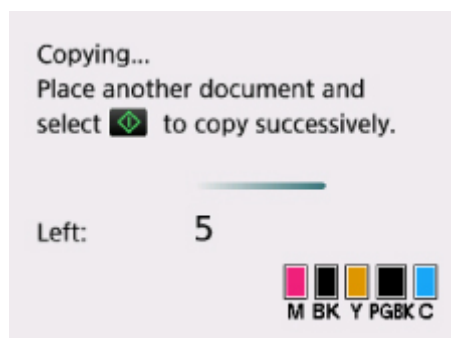 Copying...
Place another document and
select to copy successively.
Left: 5
M BK Y PGBK C